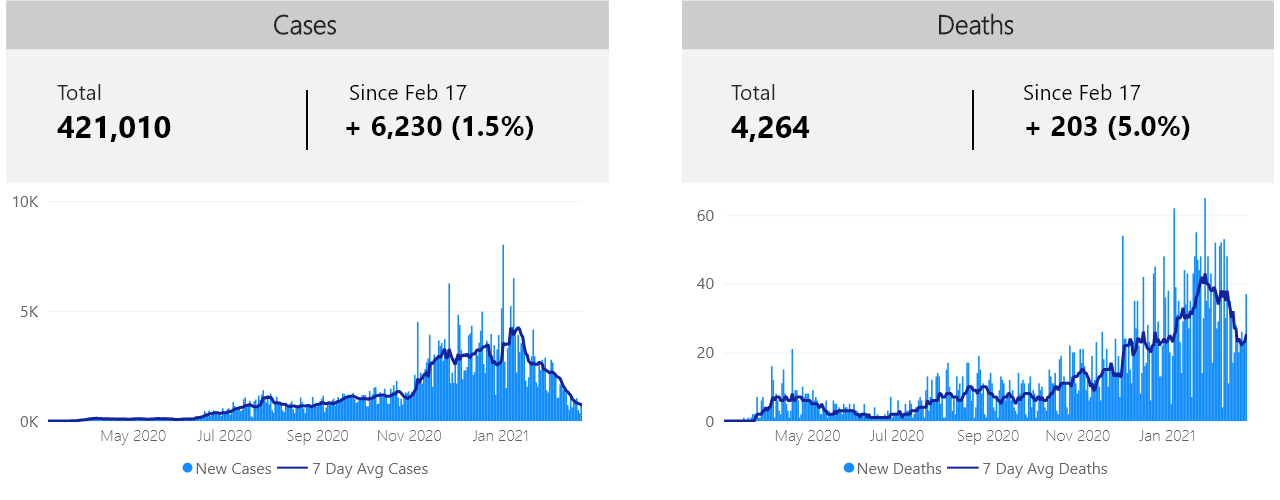 Cases
Total
421,010
Since Feb 17
+ 6,230 (1.5%)
10K
5K
0K
May 2020 Jul 2020 Sep 2020 Nov 2020 Jan 2021
New Cases 7 Day Avg Cases
Deaths
Total
4,264
Since Feb 17
+ 203 (5.0%)
60
40
20
0
May 2020 Jul 2020 Sep 2020 Nov 2020 Jan 2021
New Deaths 7 Day Avg Deaths